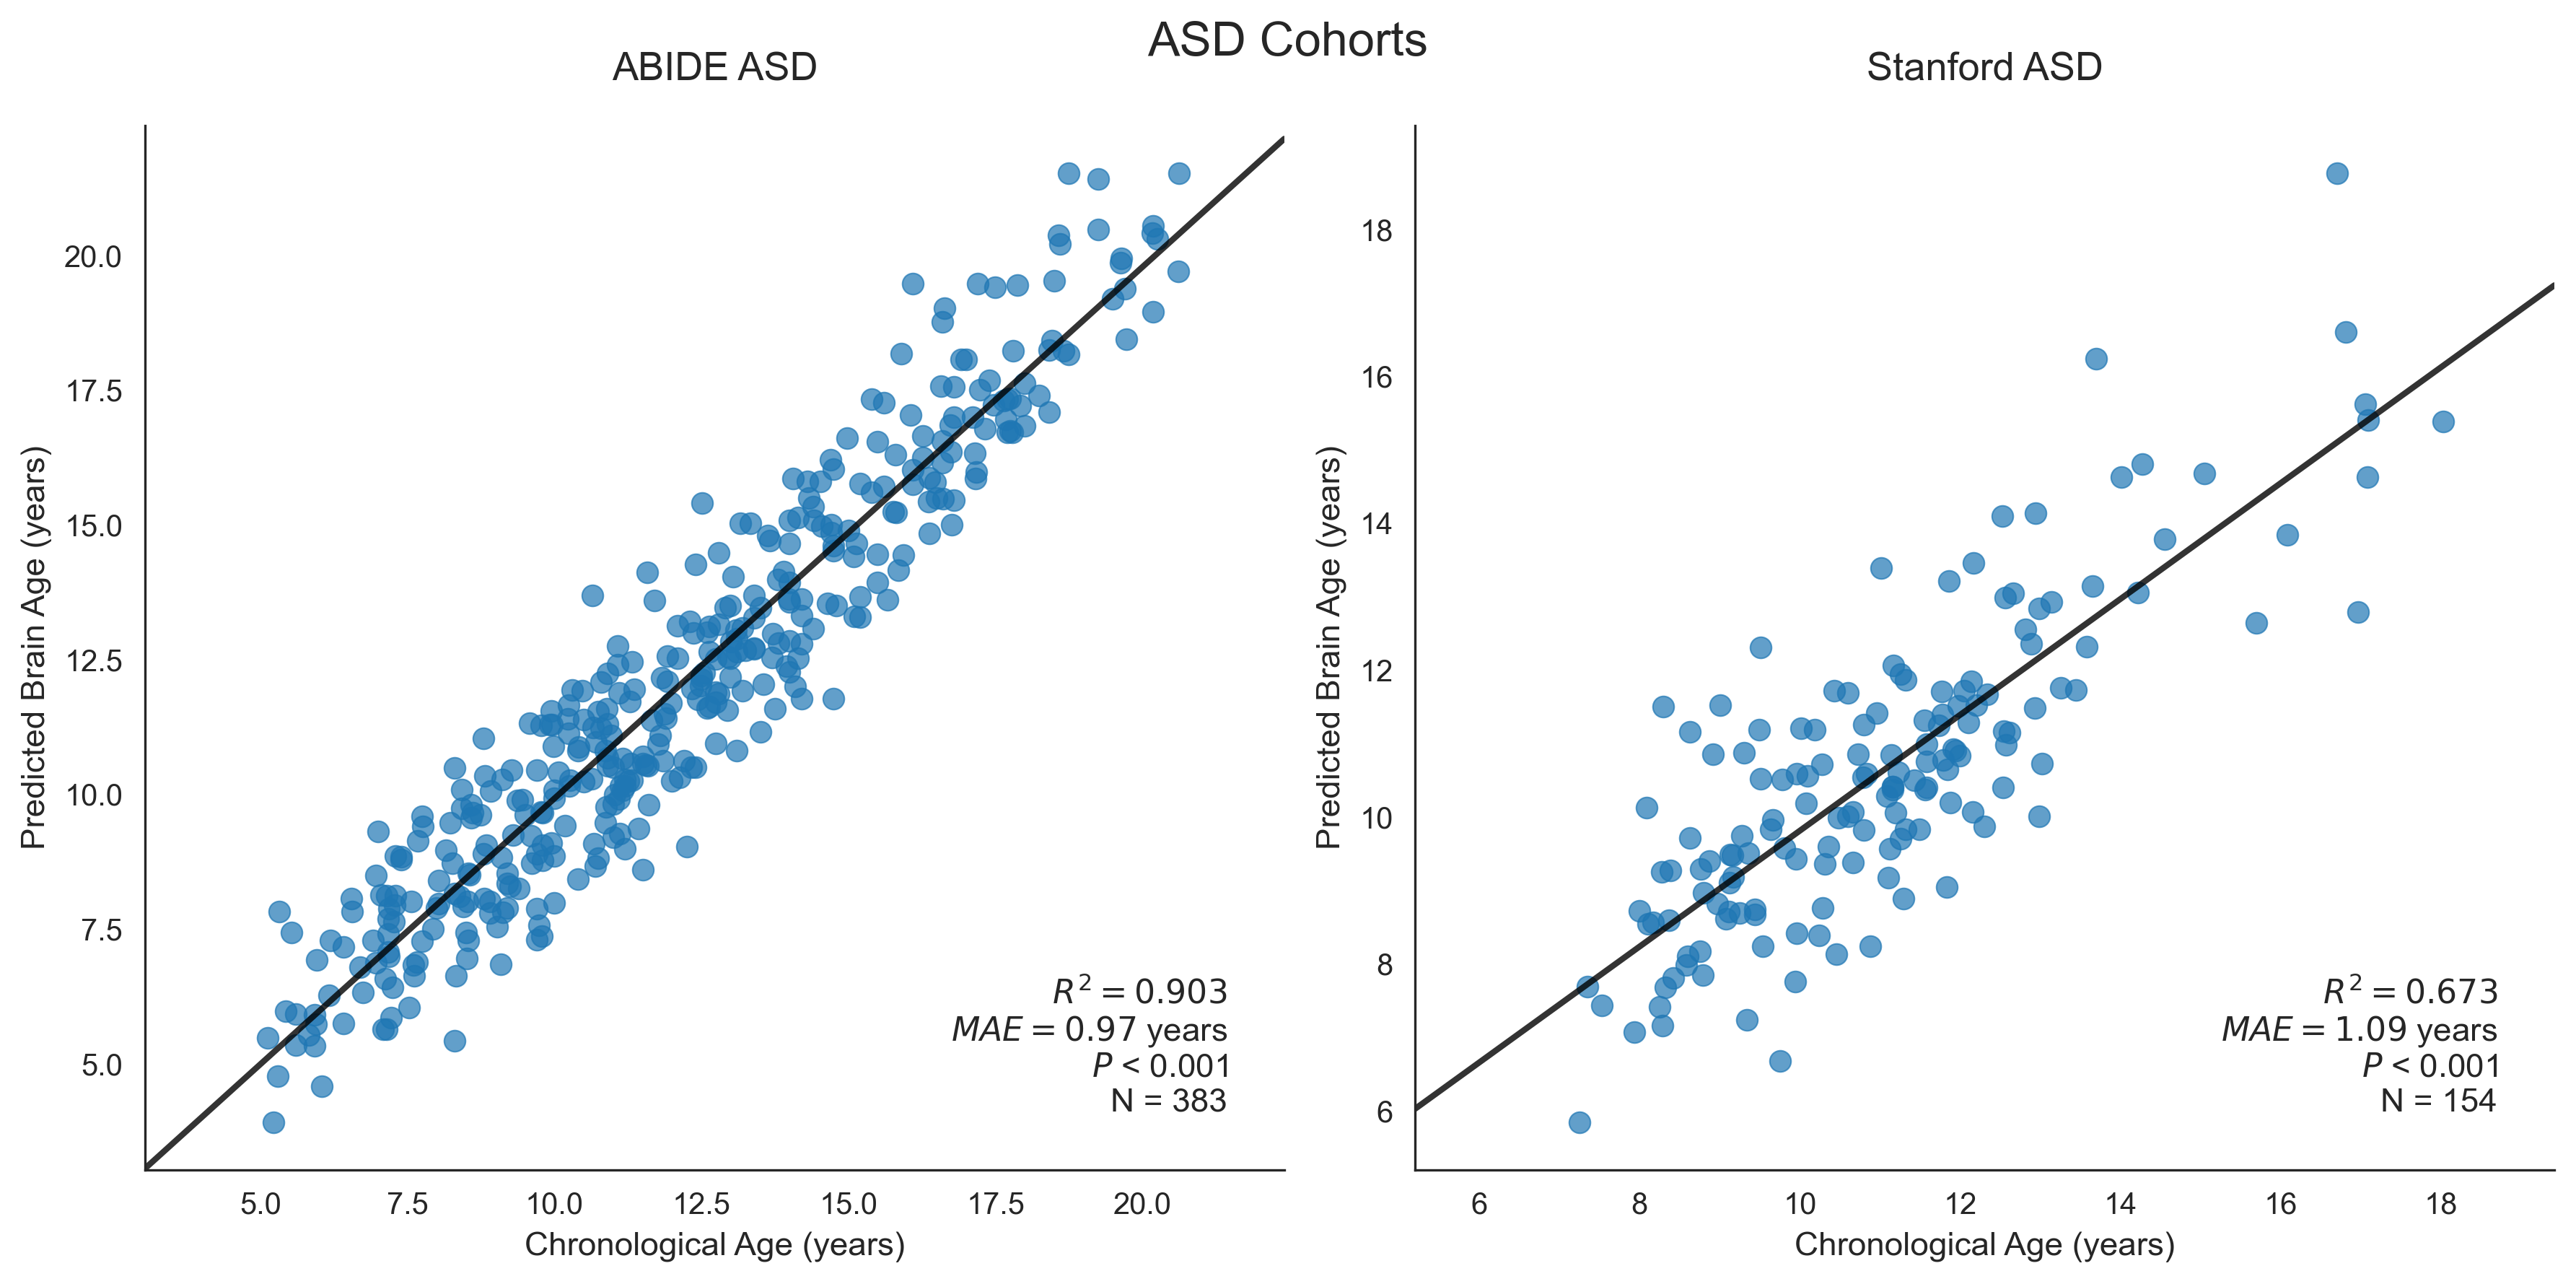 ASD Cohorts
ABIDE ASD
Predicted Brain Age (years)
20.0
17.5
15.0
12.5
10.0
7.5
5.0
R² = 0.903
MAE = 0.97 years
P < 0.001
N = 383
5.0 7.5 10.0 12.5 15.0 17.5 20.0
Chronological Age (years)
Stanford ASD
Predicted Brain Age (years)
18
16
14
12
10
8
6
R² = 0.673
MAE = 1.09 years
P < 0.001
N = 154
6 8 10 12 14 16 18
Chronological Age (years)